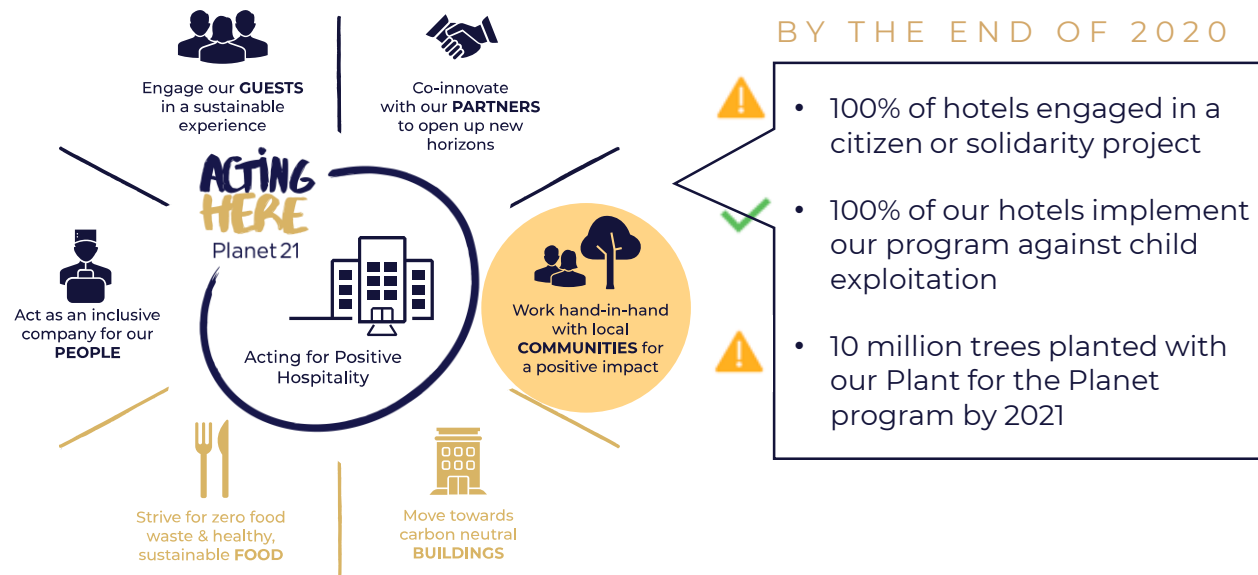 BY THE END OF 2020
Engage our GUESTS
in a sustainable
experience
Co-innovate
with our PARTNERS
to open up new
horizons
ACTING
HERE
Planet 21
Act as an inclusive
company for our
PEOPLE
Acting for Positive
Hospitality
Work hand-in-hand
with local
COMMUNITIES for
a positive impact
Strive for zero food
waste & healthy,
sustainable FOOD
Move towards
carbon neutral
BUILDINGS
• 100% of hotels engaged in a
citizen or solidarity project
• 100% of our hotels implement
our program against child
exploitation
• 10 million trees planted with
our Plant for the Planet
program by 2021